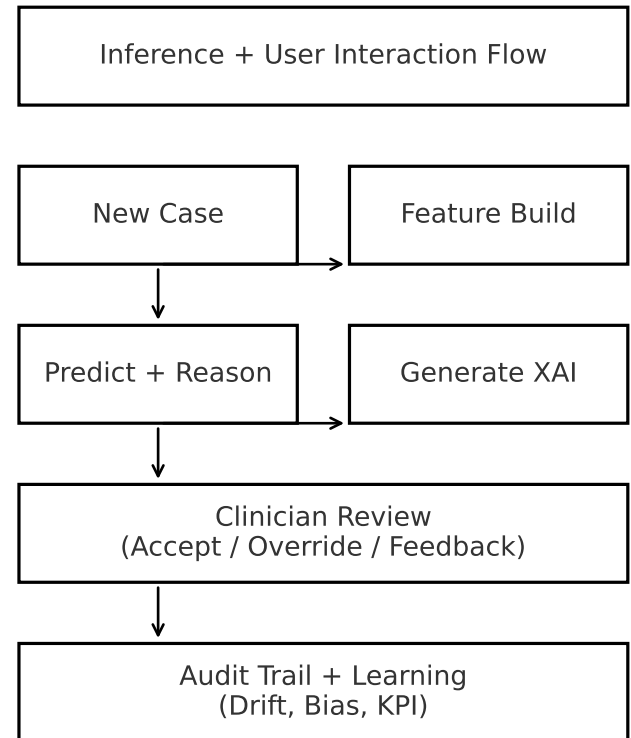 Inference + User Interaction Flow
New Case
Feature Build
Predict + Reason
Generate XAI
Clinician Review
(Accept / Override / Feedback)
Audit Trail + Learning
(Drift, Bias, KPI)